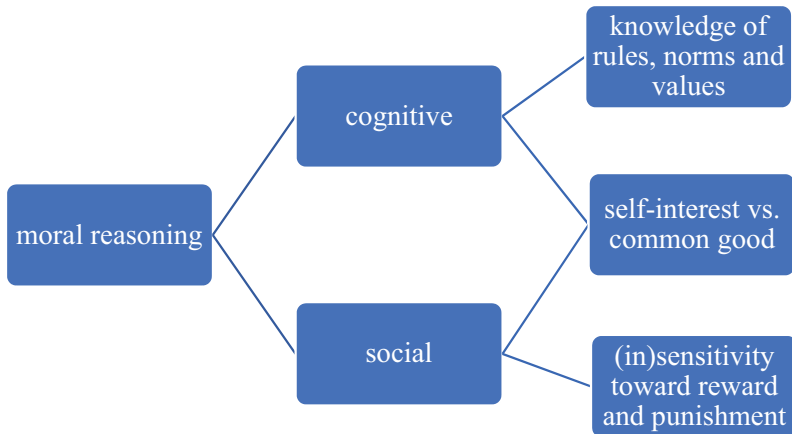 moral reasoning
cognitive
social
knowledge of
rules, norms and
values
self-interest vs.
common good
(in)sensitivity
toward reward
and punishment